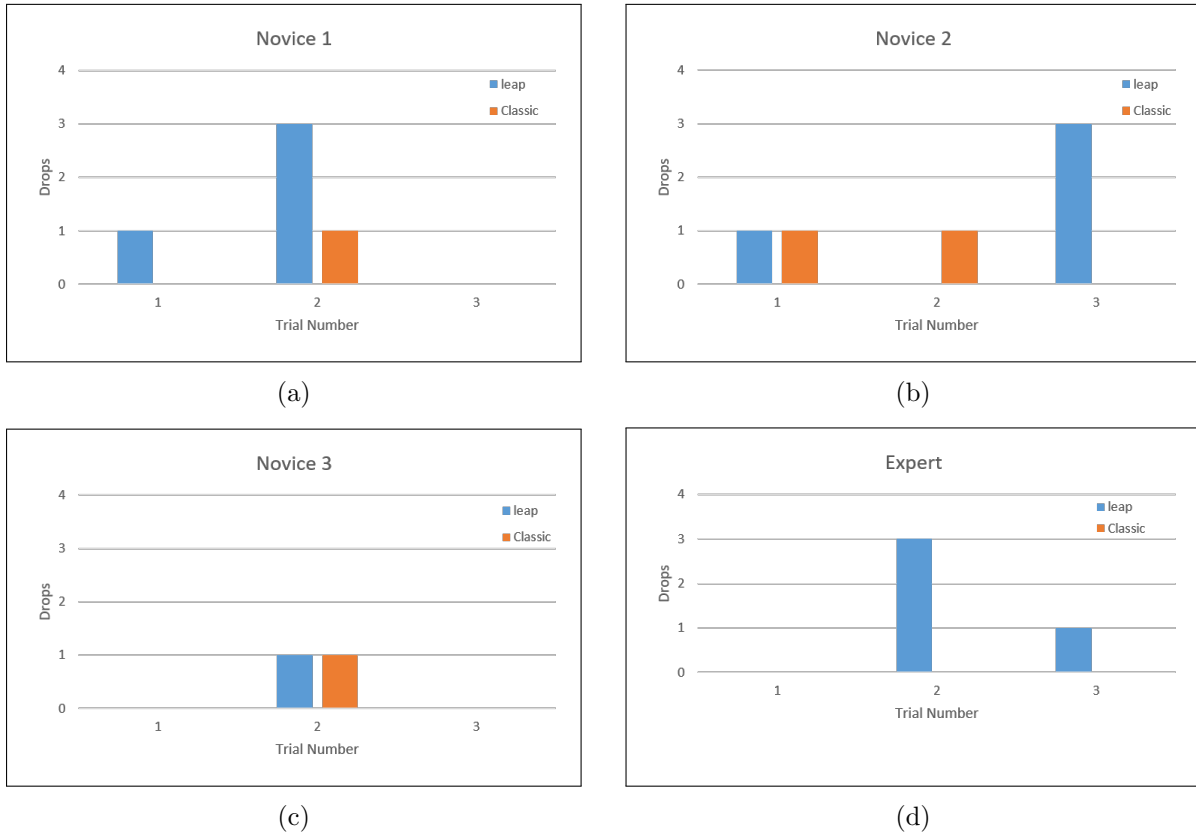 Novice 1
4
3
2
1
0
Drops
leap
Classic
1 2 3
Trial Number
(a)
Novice 2
4
3
2
1
0
Drops
leap
Classic
1 2 3
Trial Number
(b)
Novice 3
4
3
2
1
0
Drops
leap
Classic
1 2 3
Trial Number
(c)
Expert
4
3
2
1
0
Drops
leap
Classic
1 2 3
Trial Number
(d)